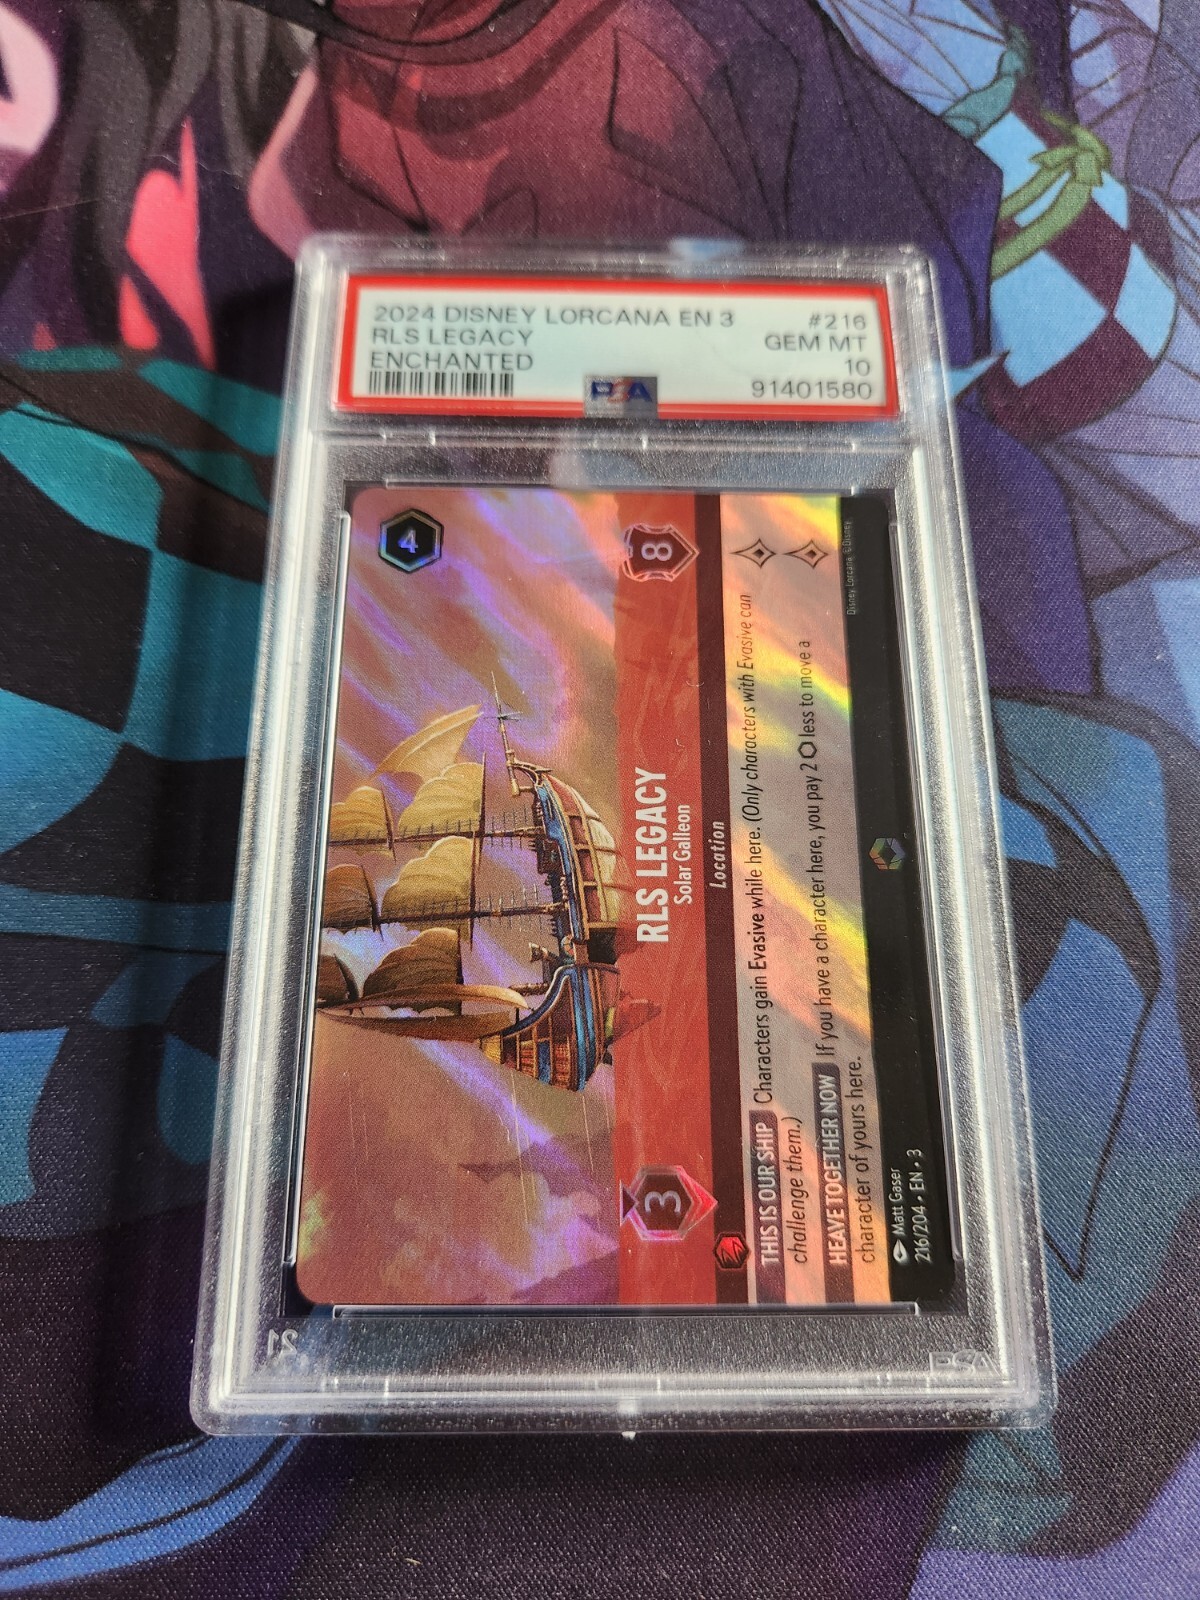 2024 DISNEY LORCANA EN 3
RLS LEGACY
ENCHANTED
#216
GEM MT
10
91401580
PSA
4
3
8
RLS LEGACY
Solar Galleon
Location
THIS IS OUR SHIP Characters gain Evasive while here. (Only characters with Evasive can
challenge them.)
HEAVE TOGETHER NOW If you have a character here, you pay 2 less to move a
character of yours here.
Matt Gaser
216/204 • EN • 3
Disney Lorcana ©Disney
PSA
21